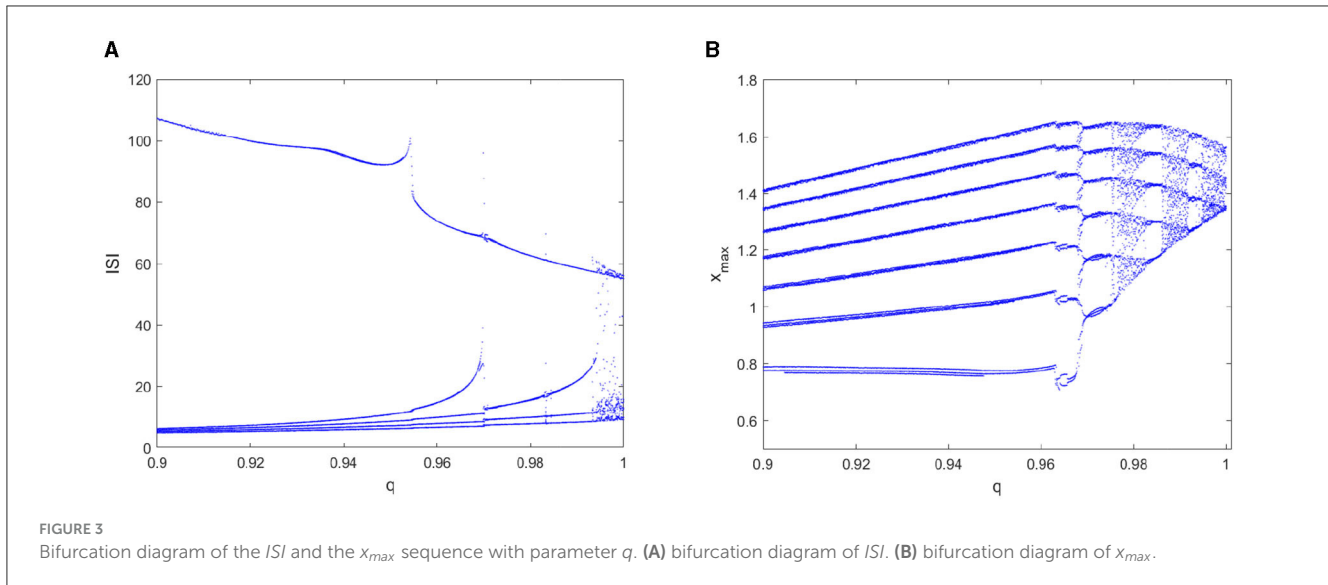 A
B
120
100
80
60
40
20
0
ISI
0.9 0.92 0.94 0.96 0.98 1
q
1.8
1.6
1.4
1.2
1
0.8
0.6
x_max
0.9 0.92 0.94 0.96 0.98 1
q
FIGURE 3
Bifurcation diagram of the ISI and the x_max sequence with parameter q. (A) bifurcation diagram of ISI. (B) bifurcation diagram of x_max.